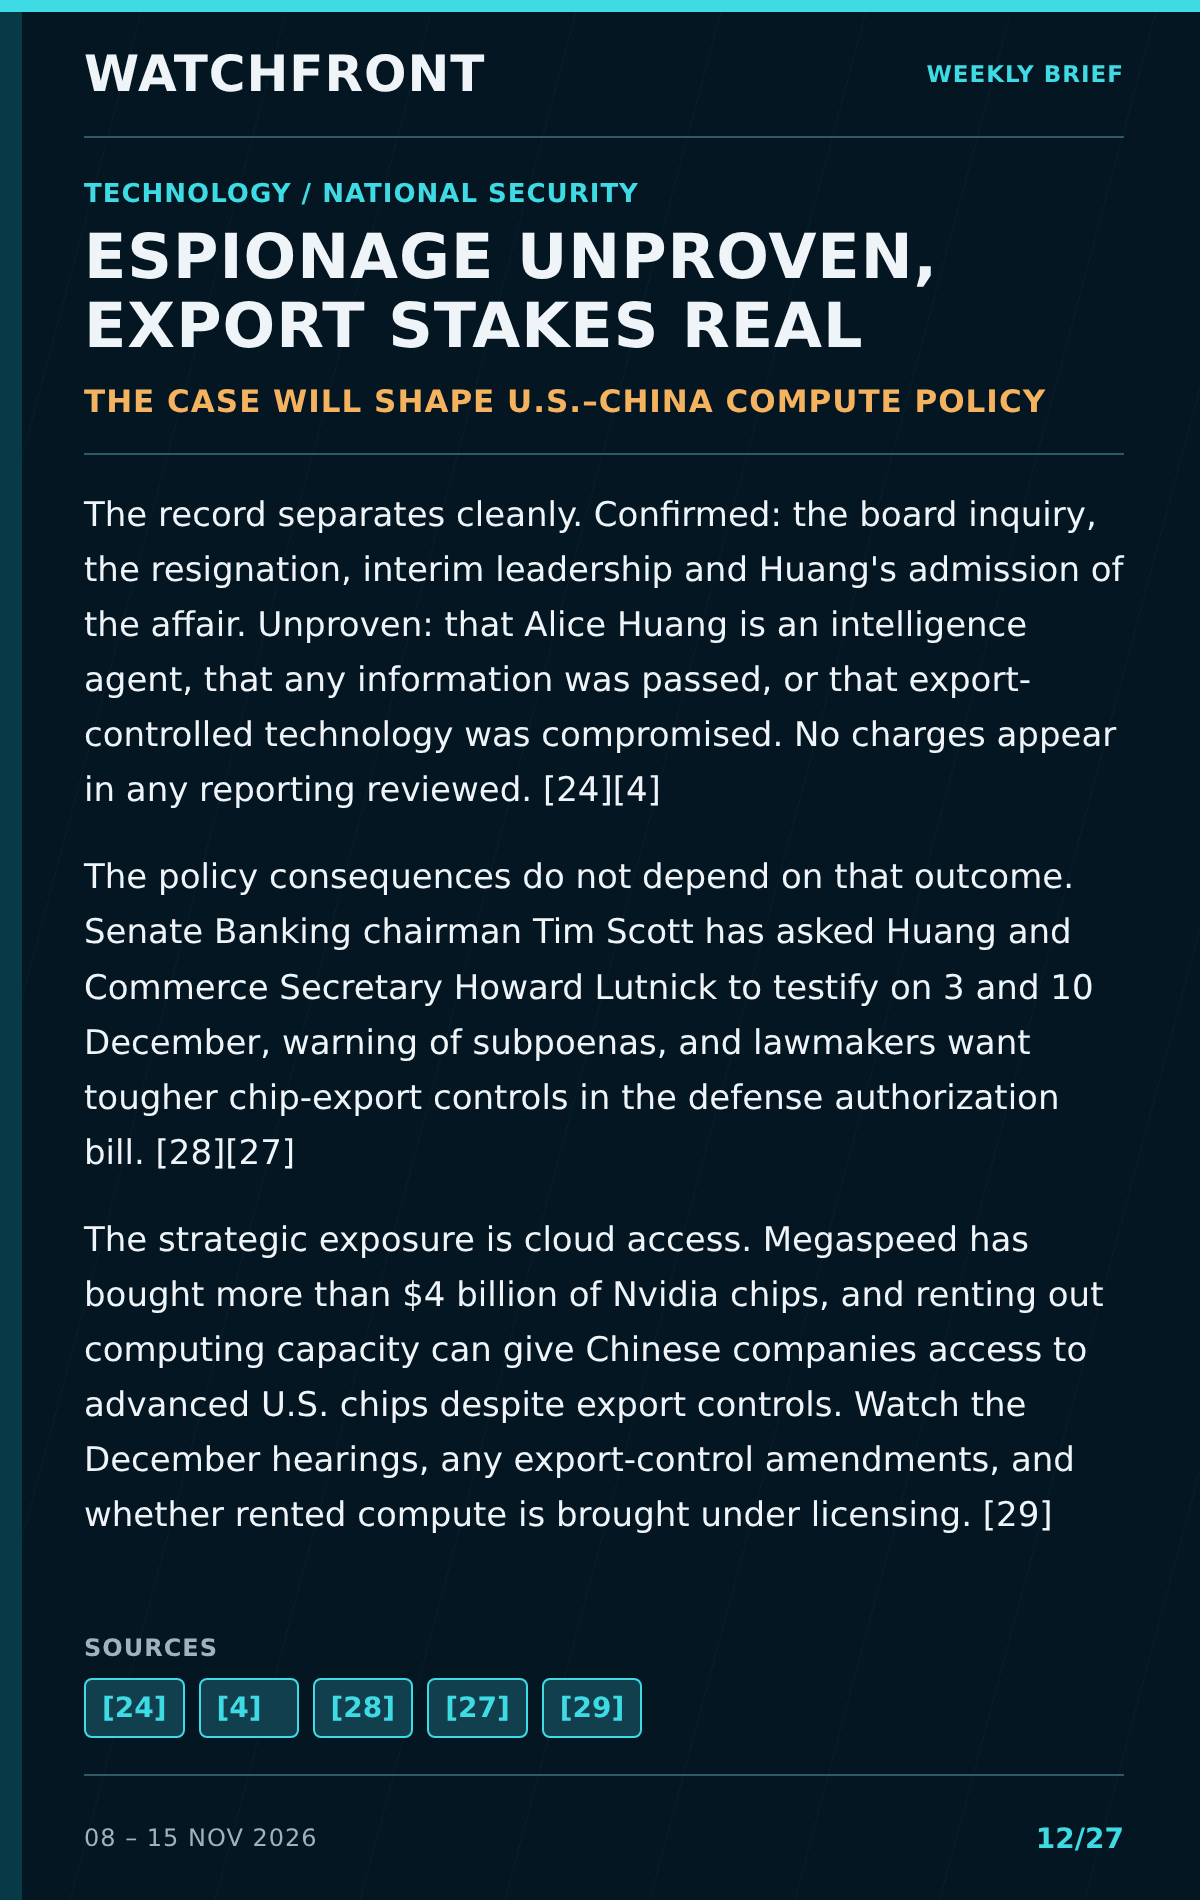 WATCHFRONT
WEEKLY BRIEF
TECHNOLOGY / NATIONAL SECURITY
ESPIONAGE UNPROVEN,
EXPORT STAKES REAL
THE CASE WILL SHAPE U.S.–CHINA COMPUTE POLICY
The record separates cleanly. Confirmed: the board inquiry,
the resignation, interim leadership and Huang's admission of
the affair. Unproven: that Alice Huang is an intelligence
agent, that any information was passed, or that export-
controlled technology was compromised. No charges appear
in any reporting reviewed. [24][4]
The policy consequences do not depend on that outcome.
Senate Banking chairman Tim Scott has asked Huang and
Commerce Secretary Howard Lutnick to testify on 3 and 10
December, warning of subpoenas, and lawmakers want
tougher chip-export controls in the defense authorization
bill. [28][27]
The strategic exposure is cloud access. Megaspeed has
bought more than $4 billion of Nvidia chips, and renting out
computing capacity can give Chinese companies access to
advanced U.S. chips despite export controls. Watch the
December hearings, any export-control amendments, and
whether rented compute is brought under licensing. [29]
SOURCES
[24] [4] [28] [27] [29]
08 – 15 NOV 2026
12/27